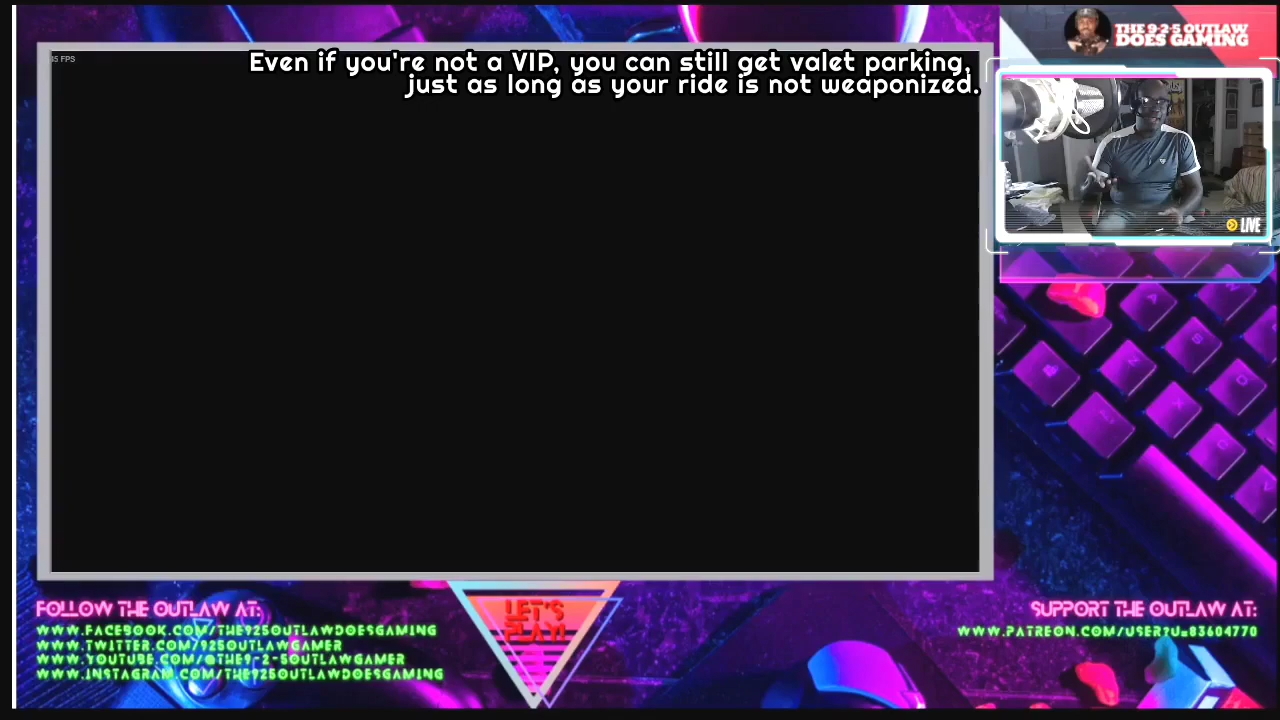 THE 9-2-5 OUTLAW
DOES GAMING
Even if you're not a VIP, you can still get valet parking,
just as long as your ride is not weaponized.
LIVE
FOLLOW THE OUTLAW AT:
WWW.FACEBOOK.COM/THE925OUTLAWDOESGAMING
WWW.TWITTER.COM/925OUTLAWGAMER
WWW.YOUTUBE.COM/@THE9-2-5OUTLAWGAMER
WWW.INSTAGRAM.COM/THE925OUTLAWDOESGAMING
LET'S
PLAY!
SUPPORT THE OUTLAW AT:
WWW.PATREON.COM/USER?U=83604770